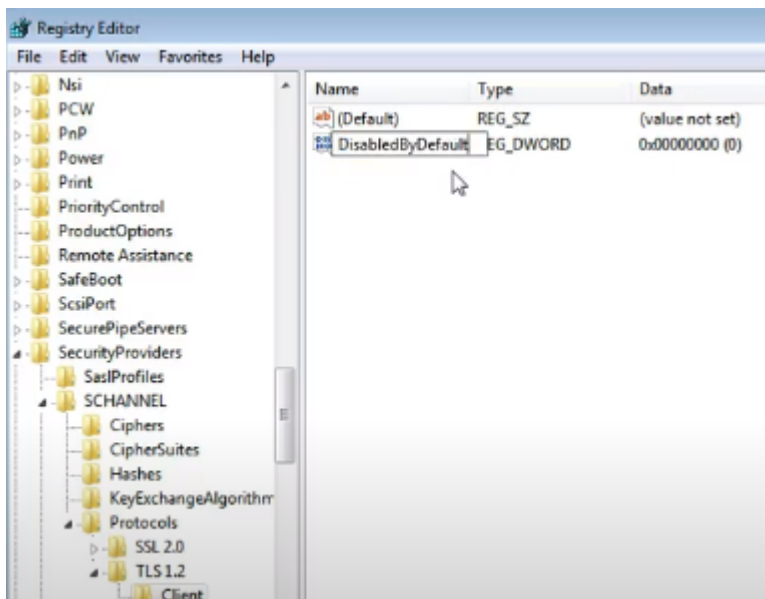 Registry Editor
File Edit View Favorites Help
Nsi
PCW
PnP
Power
Print
PriorityControl
ProductOptions
Remote Assistance
SafeBoot
ScsiPort
SecurePipeServers
SecurityProviders
SaslProfiles
SCHANNEL
Ciphers
CipherSuites
Hashes
KeyExchangeAlgorithm
Protocols
SSL 2.0
TLS 1.2
Client
Name Type Data
(Default) REG_SZ (value not set)
DisabledByDefault EG_DWORD 0x00000000 (0)